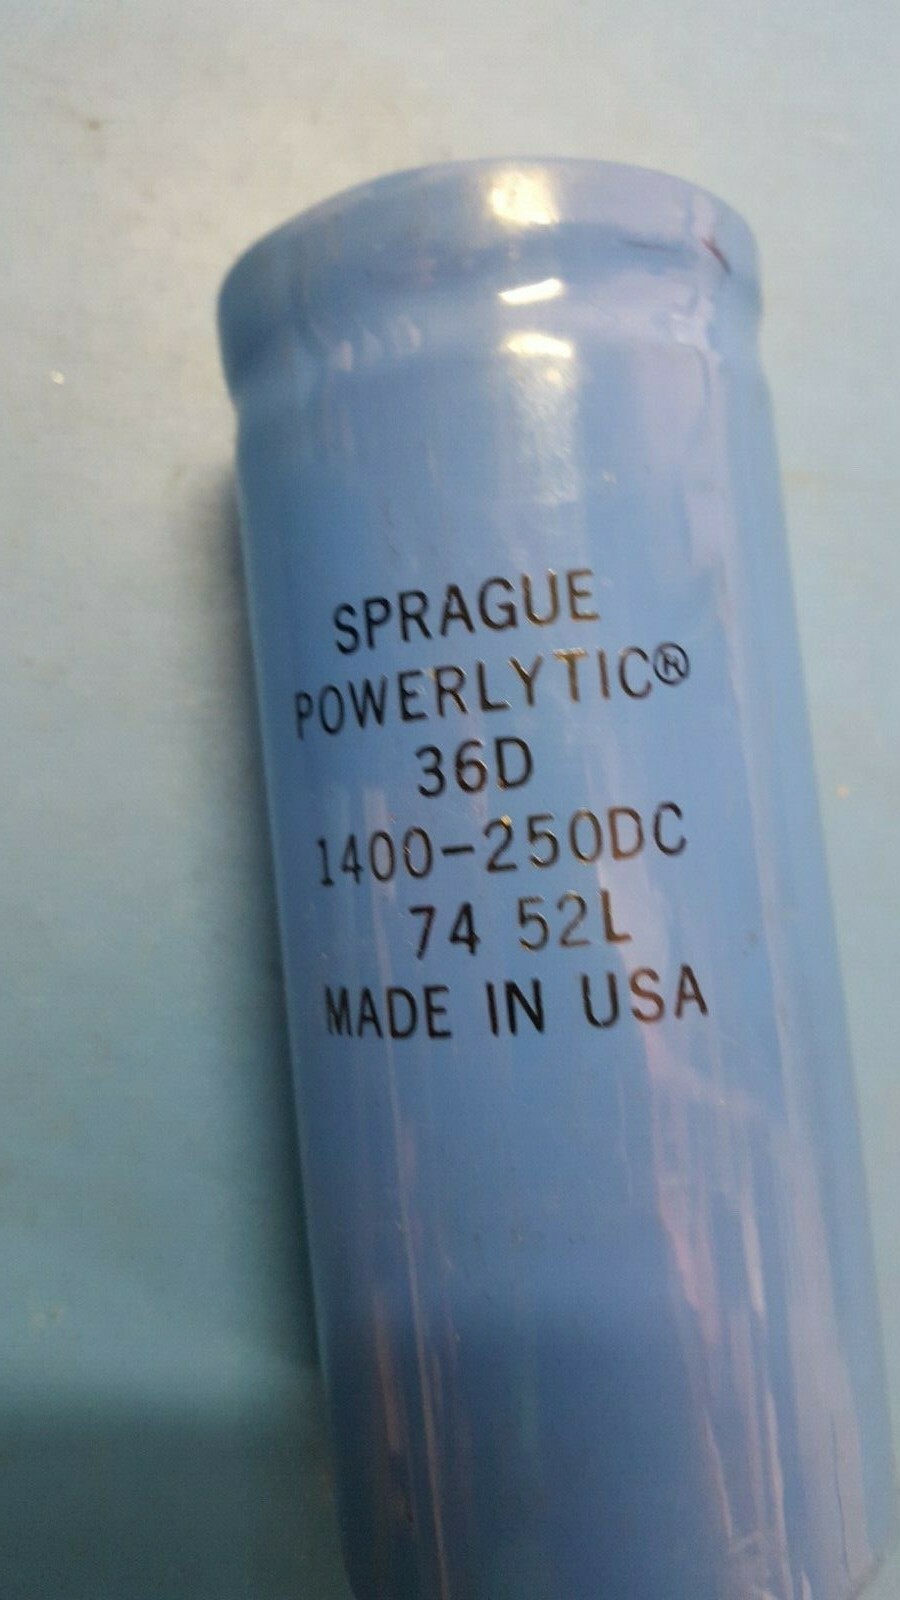 SPRAGUE
POWERLYTIC®
36D
1400-250DC
74 52L
MADE IN USA